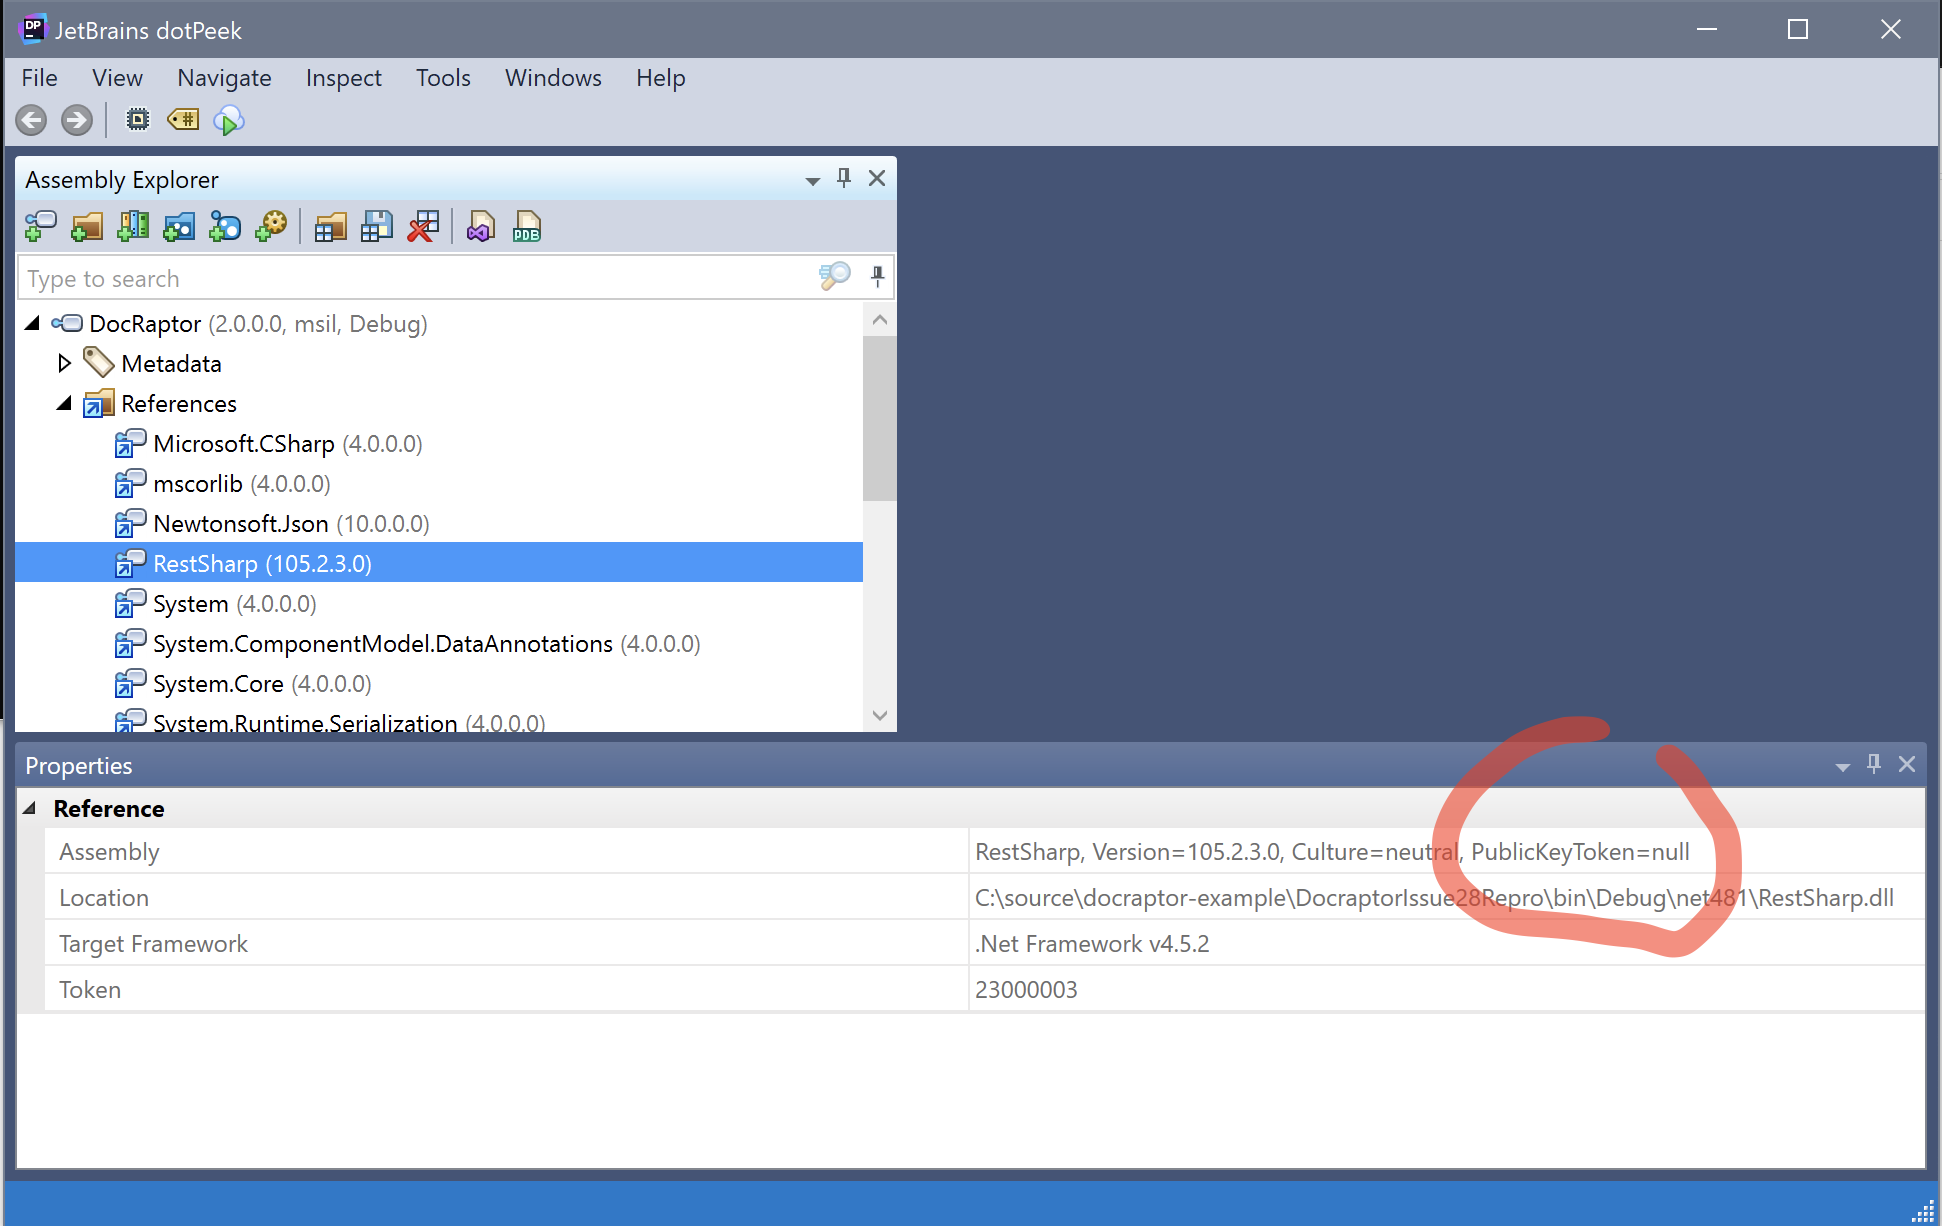 DP
JetBrains dotPeek
File View Navigate Inspect Tools Windows Help
Assembly Explorer
PDB
Type to search
DocRaptor (2.0.0.0, msil, Debug)
Metadata
References
Microsoft.CSharp (4.0.0.0)
mscorlib (4.0.0.0)
Newtonsoft.Json (10.0.0.0)
RestSharp (105.2.3.0)
System (4.0.0.0)
System.ComponentModel.DataAnnotations (4.0.0.0)
System.Core (4.0.0.0)
System.Runtime.Serialization (4.0.0.0)
Properties
Reference
Assembly RestSharp, Version=105.2.3.0, Culture=neutral, PublicKeyToken=null
Location C:\source\docraptor-example\DocraptorIssue28Repro\bin\Debug\net481\RestSharp.dll
Target Framework .Net Framework v4.5.2
Token 23000003